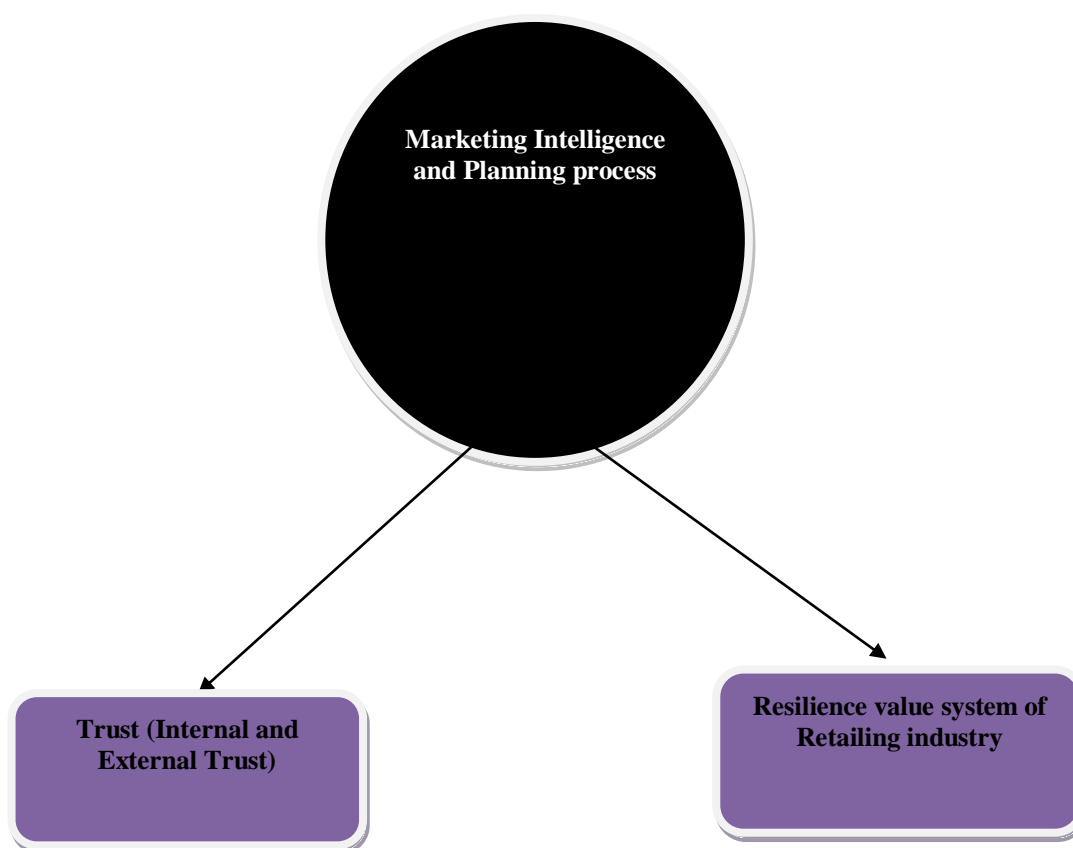 Marketing Intelligence
and Planning process
Trust (Internal and
External Trust)
Resilience value system of
Retailing industry